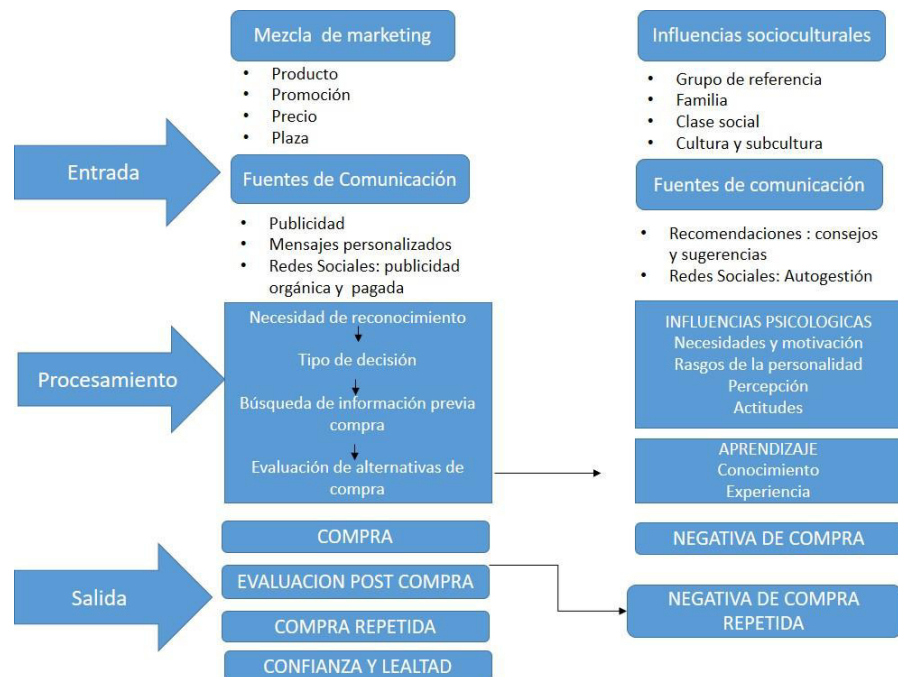 Mezcla de marketing
• Producto
• Promoción
• Precio
• Plaza
Influencias socioculturales
• Grupo de referencia
• Familia
• Clase social
• Cultura y subcultura
Entrada
Fuentes de Comunicación
• Publicidad
• Mensajes personalizados
• Redes Sociales: publicidad
orgánica y pagada
Fuentes de comunicación
• Recomendaciones : consejos
y sugerencias
• Redes Sociales: Autogestión
Procesamiento
Necesidad de reconocimiento
Tipo de decisión
Búsqueda de información previa
compra
Evaluación de alternativas de
compra
INFLUENCIAS PSICOLOGICAS
Necesidades y motivación
Rasgos de la personalidad
Percepción
Actitudes
APRENDIZAJE
Conocimiento
Experiencia
Salida
COMPRA
EVALUACION POST COMPRA
COMPRA REPETIDA
CONFIANZA Y LEALTAD
NEGATIVA DE COMPRA
NEGATIVA DE COMPRA
REPETIDA